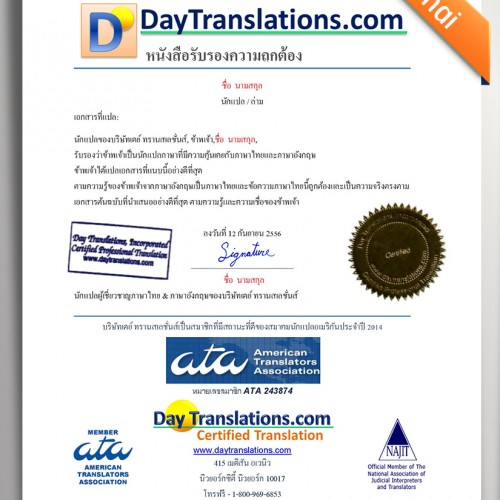 hai
DayTranslations.com
หนังสือรับรองความถูกต้อง
ชื่อ นามสกุล
นักแปล / ล่าม
เอกสารที่แปล:
นักแปลของบริษัทเดย์ ทรานสเลชั่นส์, ข้าพเจ้า,ชื่อ นามสกุล,
รับรองว่าข้าพเจ้าเป็นนักแปลภาษาที่มีความคุ้นเคยกับภาษาไทยและภาษาอังกฤษ
ข้าพเจ้าได้แปลเอกสารที่แนบนี้อย่างดีที่สุด
ตามความรู้ของข้าพเจ้าจากภาษาอังกฤษเป็นภาษาไทยและข้อความภาษาไทยนี้ถูกต้องและเป็นความจริงตรงตาม
เอกสารต้นฉบับที่นำเสนออย่างดีที่สุด ตามความรู้และความเชื่อของข้าพเจ้า
Day Translations, Incorporated
Certified Professional Translation
www.daytranslations.com
ลงวันที่ 12 กันยายน 2556
Signature
Certified
ชื่อ นามสกุล
นักแปลผู้เชี่ยวชาญภาษาไทย & ภาษาอังกฤษของบริษัทเดย์ ทรานสเลชั่นส์
บริษัทเดย์ ทรานสเลชั่นส์เป็นสมาชิกที่มีสถานะที่ดีของสมาคมนักแปลอเมริกันประจำปี 2014
ata American
Translators
Association
หมายเลขสมาชิก ATA 243874
Day Translations.com
Certified Translation
www.daytranslations.com
415 เมดิสัน อเวนิว
นิวยอร์กซิตี้ นิวยอร์ก 10017
โทรฟรี - 1-800-969-6853
MEMBER
ata
AMERICAN
TRANSLATORS
ASSOCIATION
NAJIT
Official Member of The
National Association of
Judicial Interpreters and
Translators